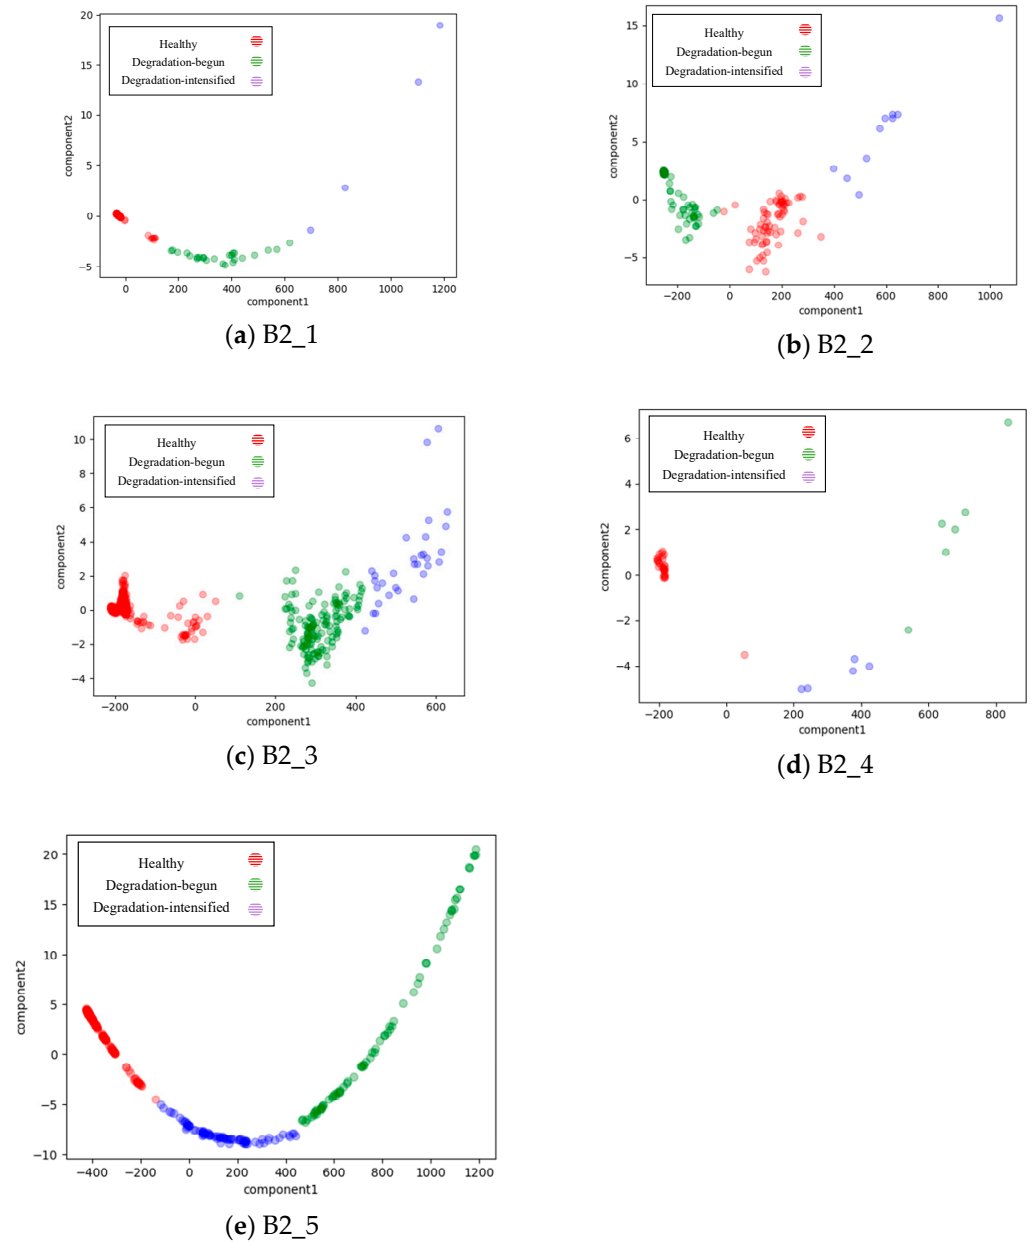 Healthy
Degradation-begun
Degradation-intensified
20
15
10
5
0
−5
component2
0 200 400 600 800 1000 1200
component1
(a) B2_1
Healthy
Degradation-begun
Degradation-intensified
15
10
5
0
−5
component2
−200 0 200 400 600 800 1000
component1
(b) B2_2
Healthy
Degradation-begun
Degradation-intensified
10
8
6
4
2
0
−2
−4
component2
−200 −100 0 100 200 300 400 500 600
component1
(c) B2_3
Healthy
Degradation-begun
Degradation-intensified
6
4
2
0
−2
−4
component2
−200 0 200 400 600 800
component1
(d) B2_4
Healthy
Degradation-begun
Degradation-intensified
20
15
10
5
0
−5
−10
component2
−400 −200 0 200 400 600 800 1000 1200
component1
(e) B2_5